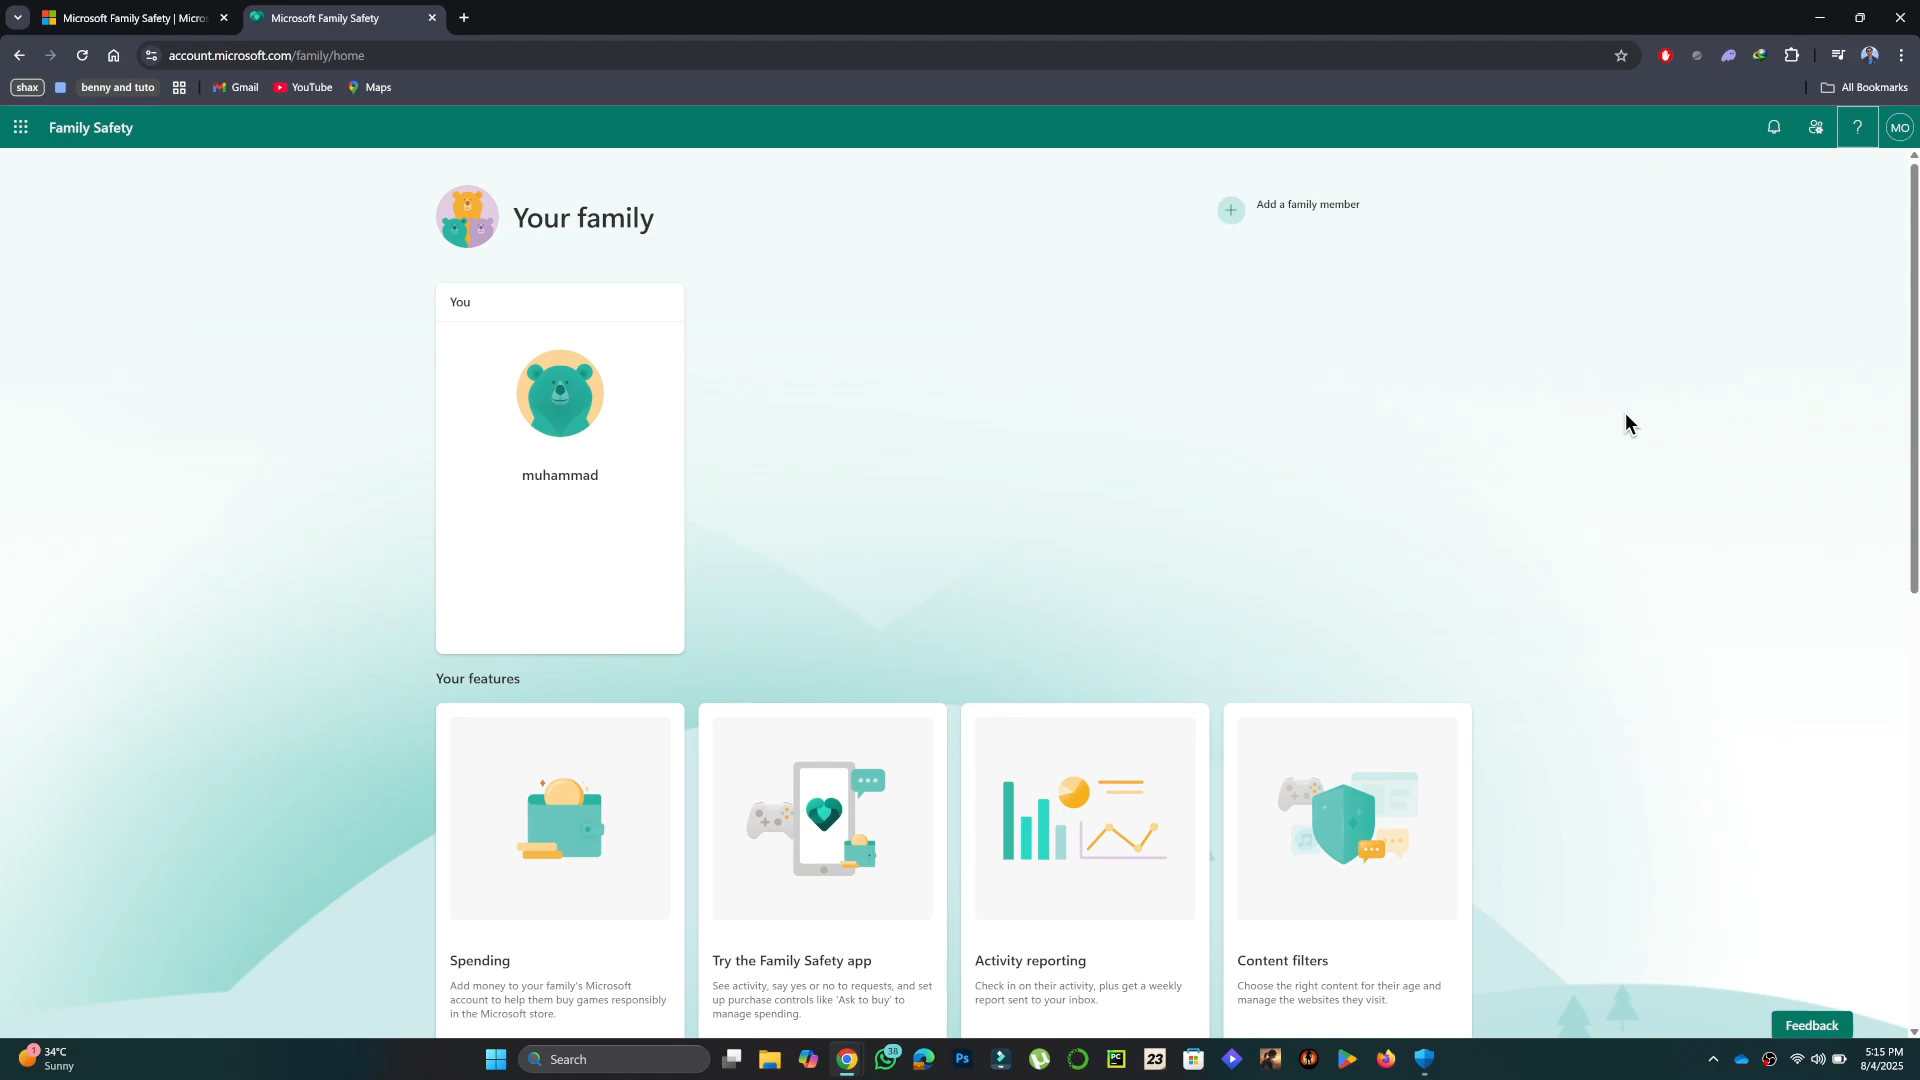 Microsoft Family Safety | Micros
Microsoft Family Safety
account.microsoft.com/family/home
shax
benny and tuto
Gmail
YouTube
Maps
All Bookmarks
Family Safety
?
MO
Your family
Add a family member
You
muhammad
Your features
Spending
Add money to your family's Microsoft
account to help them buy games responsibly
in the Microsoft store.
Try the Family Safety app
See activity, say yes or no to requests, and set
up purchase controls like 'Ask to buy' to
manage spending.
Activity reporting
Check in on their activity, plus get a weekly
report sent to your inbox.
Content filters
Choose the right content for their age and
manage the websites they visit.
Feedback
1
34°C
Sunny
Search
38
Ps
PC
23
5:15 PM
8/4/2025